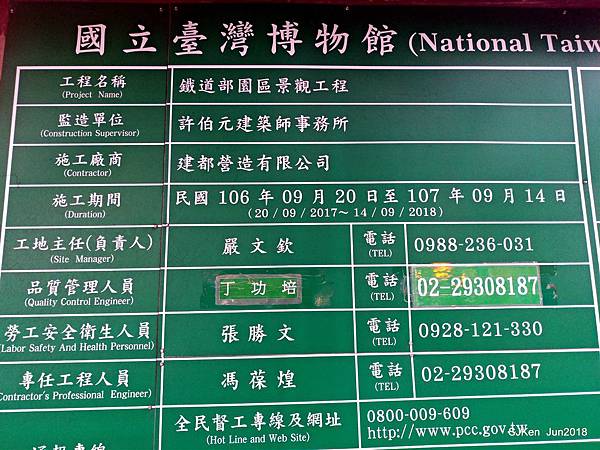 國立臺灣博物館 (National Taiw
工程名稱 鐵道部園區景觀工程
(Project Name)
監造單位 許伯元建築師事務所
(Construction Supervisor)
施工廠商 建都營造有限公司
(Contractor)
施工期間 民國 106 年 09 月 20 日至 107 年 09 月 14 日
(Duration) (20/09/2017~ 14/09/2018)
工地主任(負責人) 嚴文欽 電話 0988-236-031
(Site Manager) (TEL)
品質管理人員 丁功培 電話 02-29308187
(Quality Control Engineer) (TEL)
勞工安全衛生人員 張勝文 電話 0928-121-330
(Labor Safety And Health Personnel) (TEL)
專任工程人員 馮葆煌 電話 02-29308187
(Contractor's Professional Engineer) (TEL)
全民督工專線及網址 0800-009-609
(Hot Line and Web Site) http://www.pcc.gov.tw
通報專線
Ken Jun2018